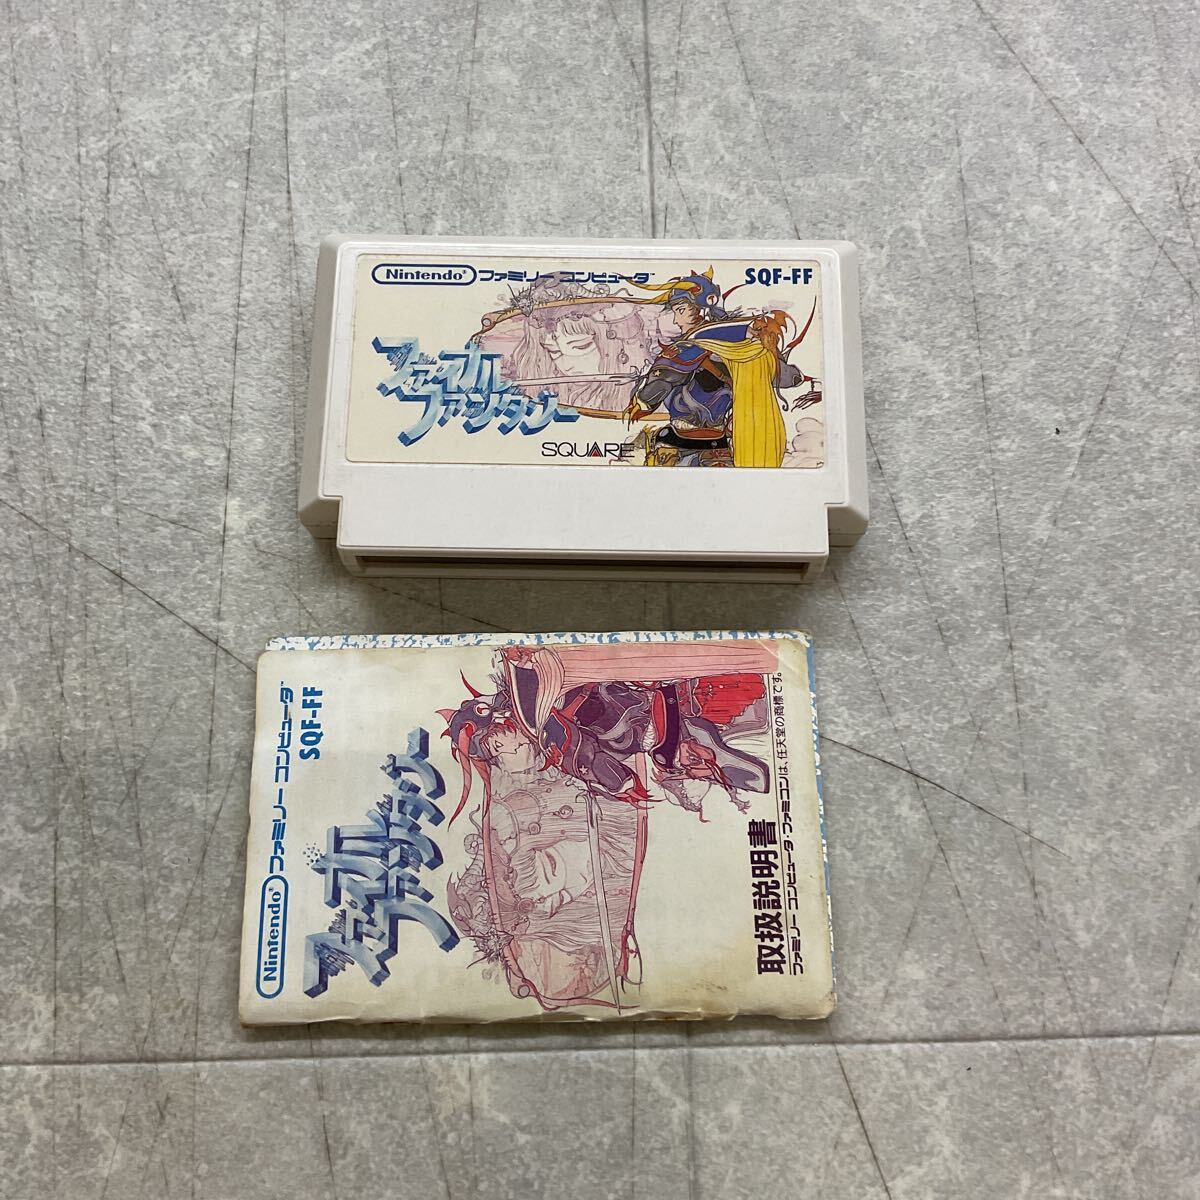 Nintendo® ファミリー コンピュータ™ SQF-FF
ファイナル
ファンタジー
SQUARE
Nintendo® ファミリー コンピュータ™
SQF-FF
ファイナル
ファンタジー
取扱説明書
ファミリー コンピュータ・ファミコンは、任天堂の商標です。